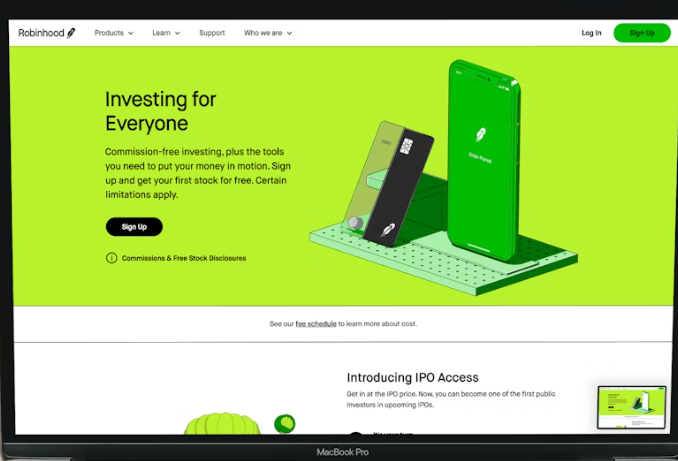 Robinhood
Products
Learn
Support
Who we are
Log In
Sign Up
Investing for
Everyone
Commission-free investing, plus the tools
you need to put your money in motion. Sign
up and get your first stock for free. Certain
limitations apply.
Sign Up
Commissions & Free Stock Disclosures
See our fee schedule to learn more about cost.
Introducing IPO Access
Get in at the IPO price. Now, you can become one of the first public
investors in upcoming IPOs.
MacBook Pro